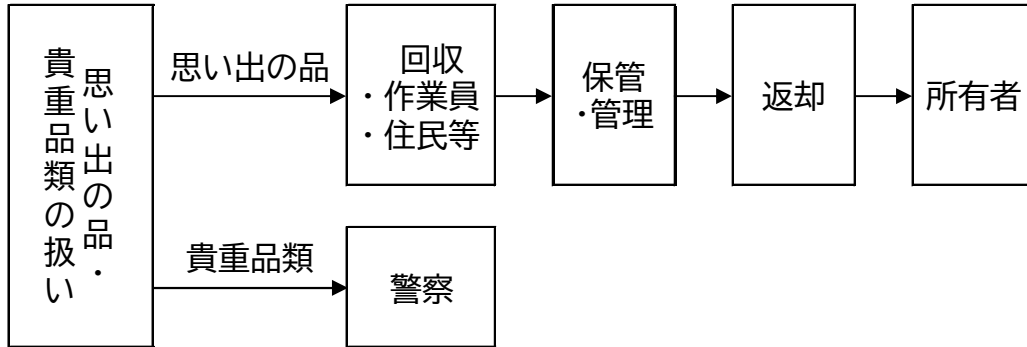 思い出の品・
貴重品類の扱い
思い出の品
回収
・作業員
・住民等
保管
・管理
返却
所有者
貴重品類
警察